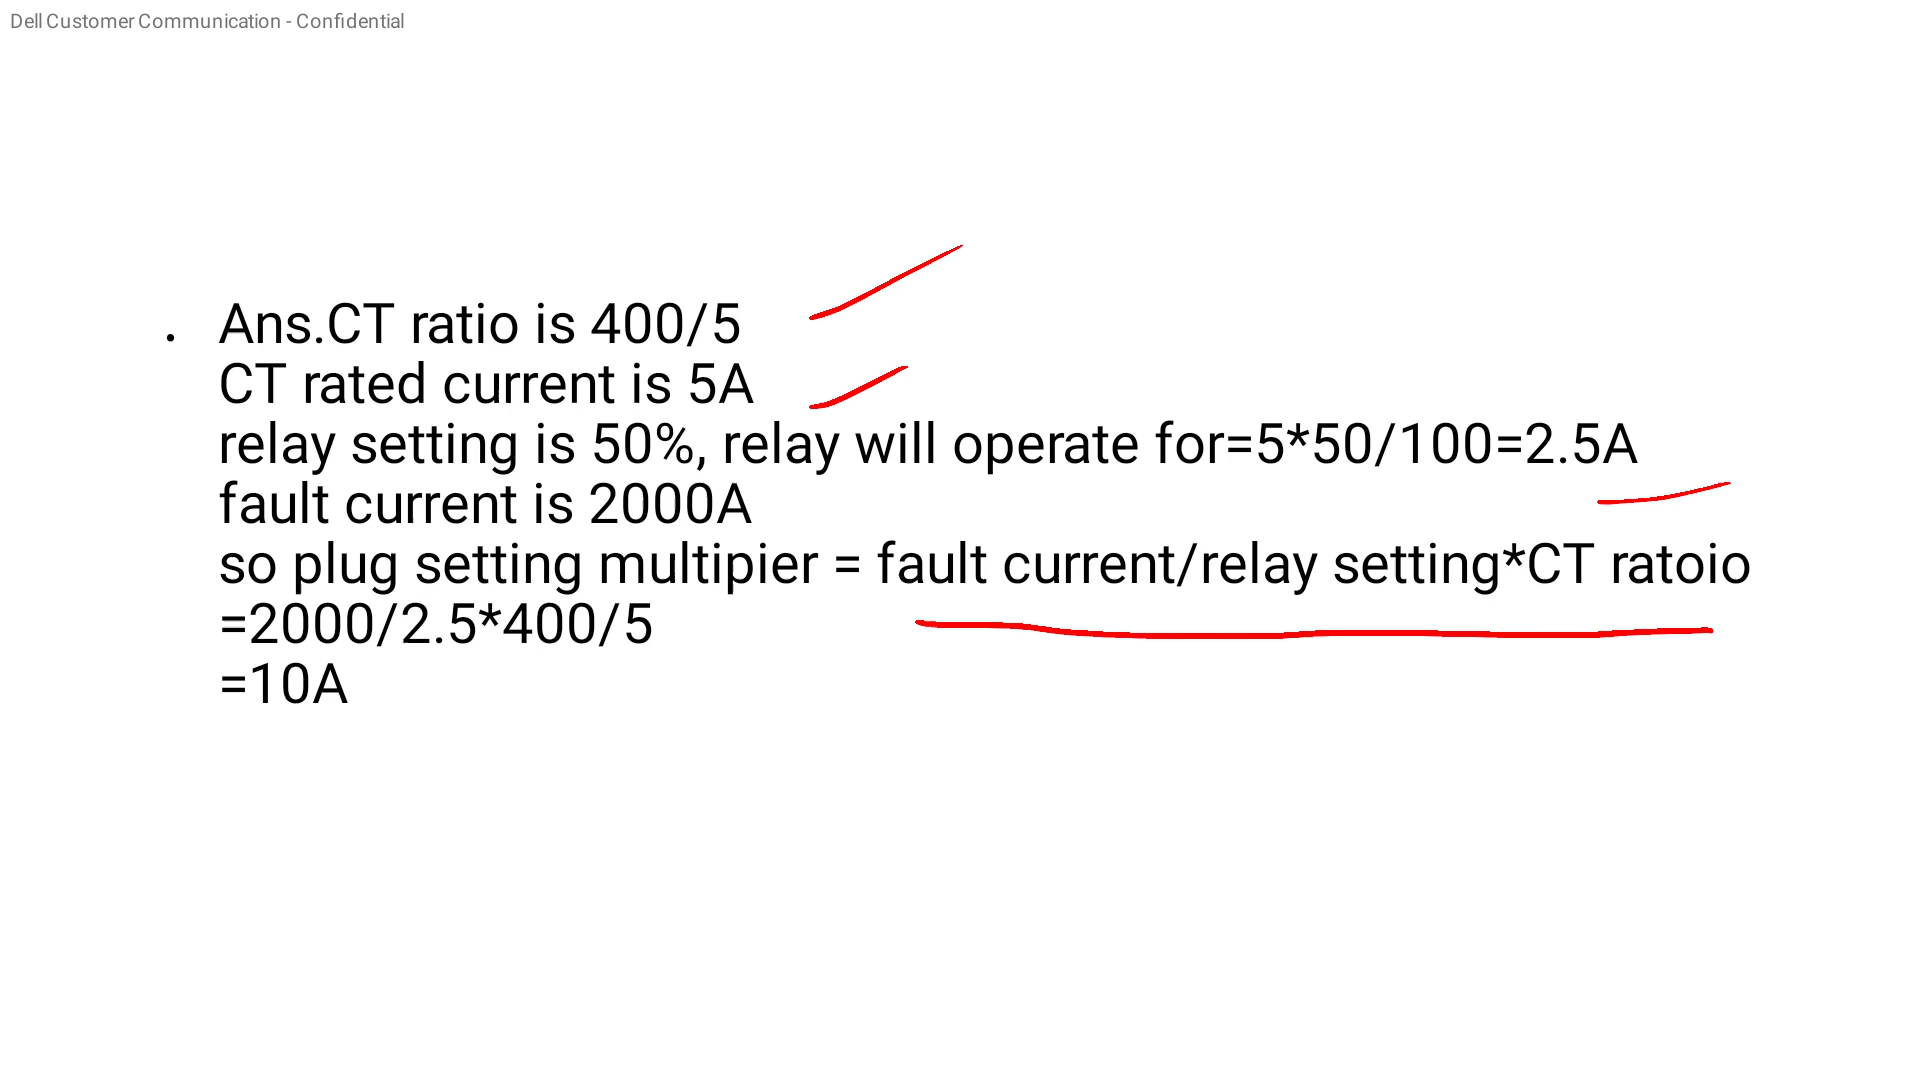 Dell Customer Communication - Confidential
. Ans.CT ratio is 400/5
CT rated current is 5A
relay setting is 50%, relay will operate for=5*50/100=2.5A
fault current is 2000A
so plug setting multipier = fault current/relay setting*CT ratoio
=2000/2.5*400/5
=10A